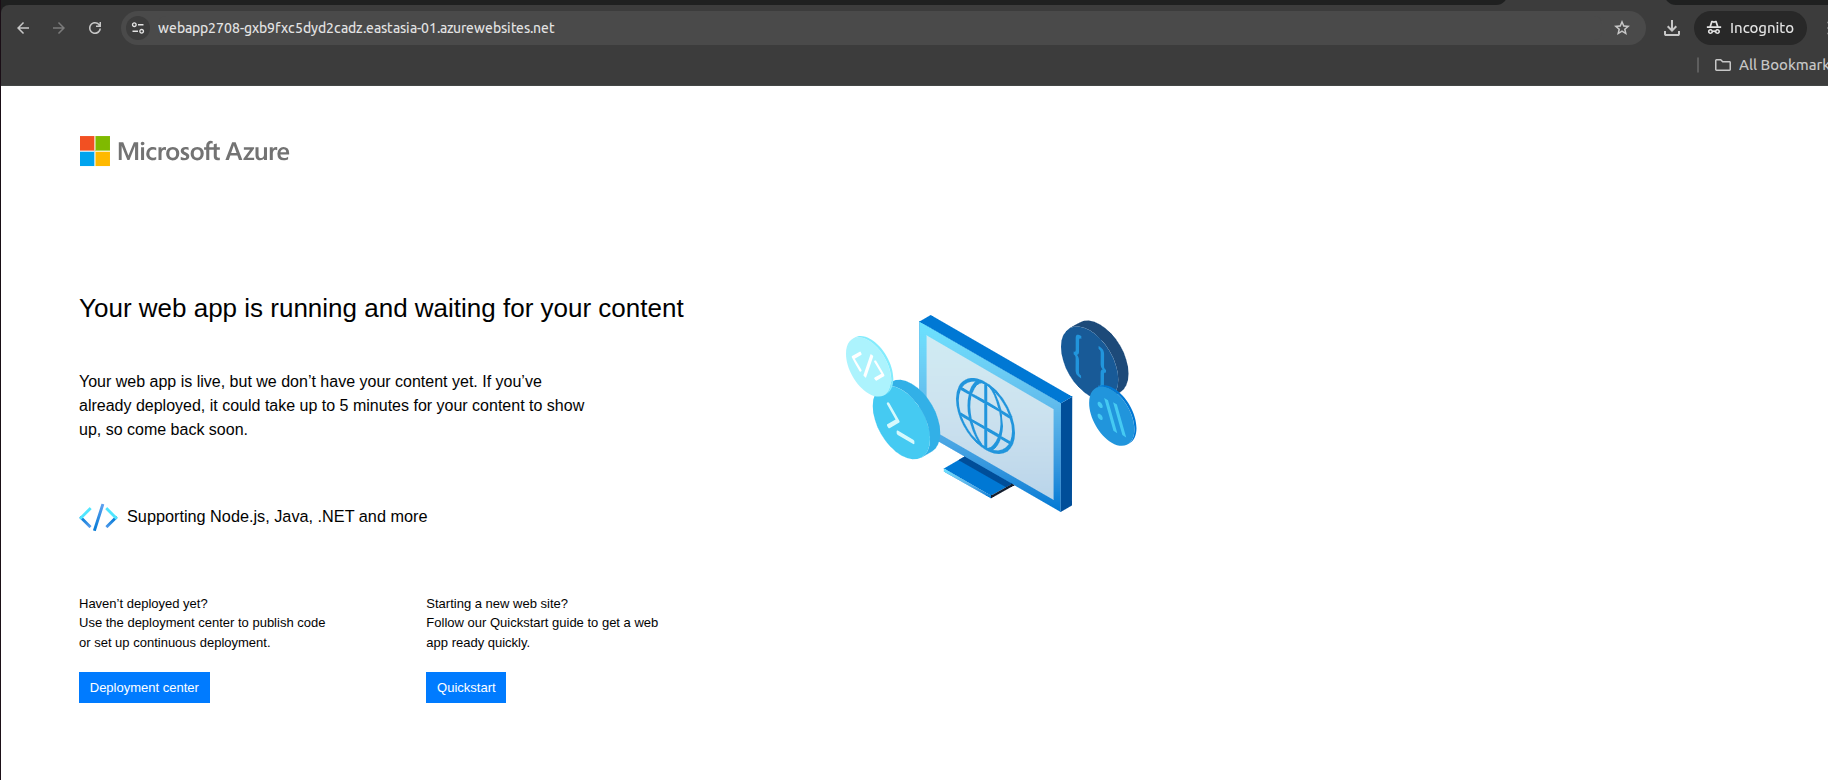 webapp2708-gxb9fxc5dyd2cadz.eastasia-01.azurewebsites.net
Incognito
All Bookmark
Microsoft Azure
Your web app is running and waiting for your content
Your web app is live, but we don’t have your content yet. If you’ve
already deployed, it could take up to 5 minutes for your content to show
up, so come back soon.
Supporting Node.js, Java, .NET and more
Haven’t deployed yet?
Use the deployment center to publish code
or set up continuous deployment.
Deployment center
Starting a new web site?
Follow our Quickstart guide to get a web
app ready quickly.
Quickstart